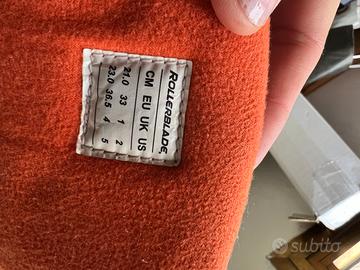 ROLLERBLADE.
CM EU UK US
21.0 33 1 2
23.0 36.5 4 5
subito